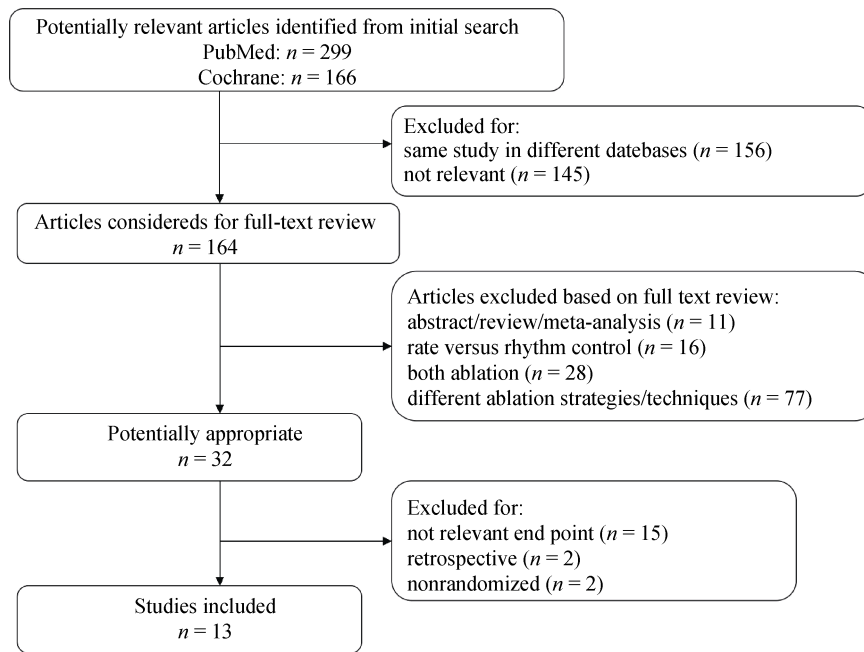 Potentially relevant articles identified from initial search
PubMed: n = 299
Cochrane: n = 166
Excluded for:
same study in different datebases (n = 156)
not relevant (n = 145)
Articles considereds for full-text review
n = 164
Articles excluded based on full text review:
abstract/review/meta-analysis (n = 11)
rate versus rhythm control (n = 16)
both ablation (n = 28)
different ablation strategies/techniques (n = 77)
Potentially appropriate
n = 32
Excluded for:
not relevant end point (n = 15)
retrospective (n = 2)
nonrandomized (n = 2)
Studies included
n = 13